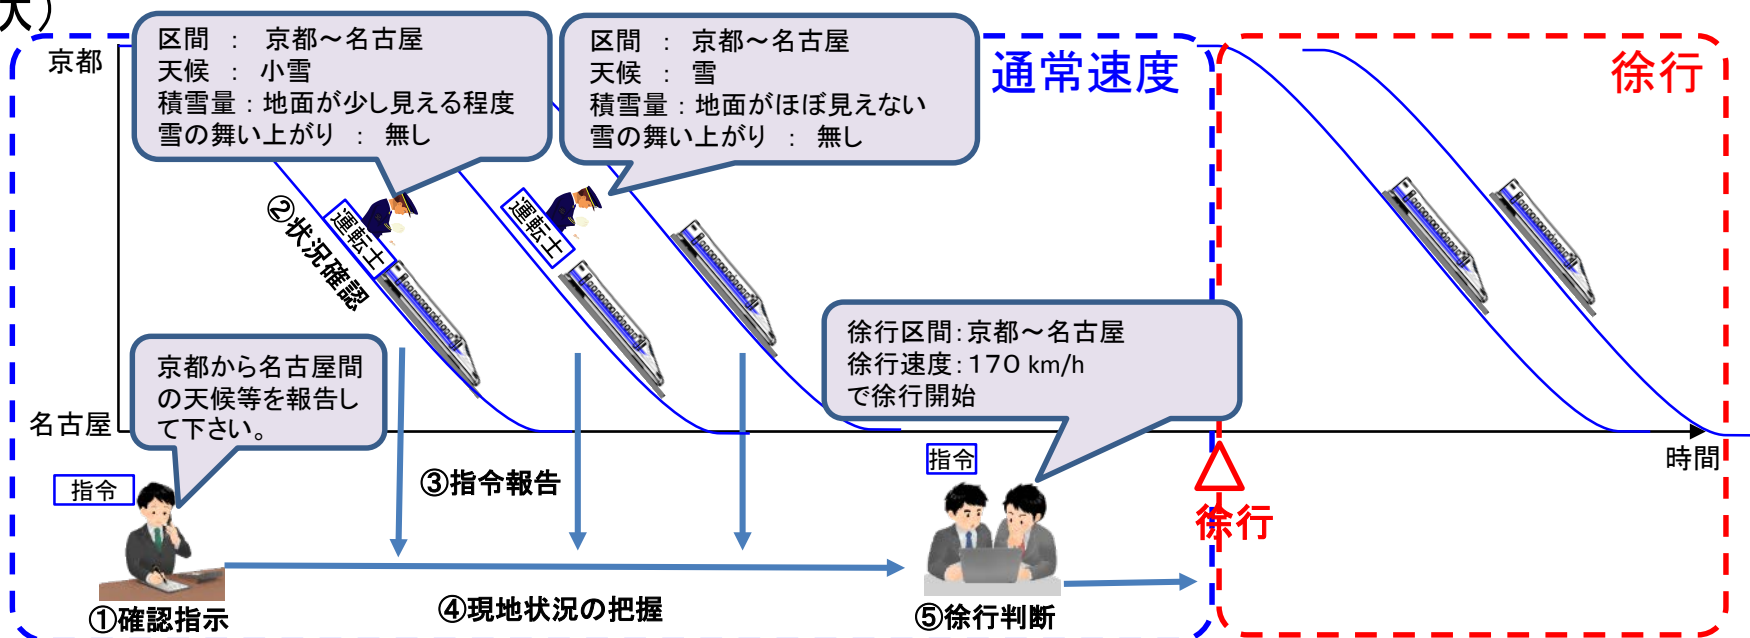 大)
京都
区間 : 京都～名古屋
天候 : 小雪
積雪量:地面が少し見える程度
雪の舞い上がり : 無し
区間 : 京都～名古屋
天候 : 雪
積雪量:地面がほぼ見えない
雪の舞い上がり : 無し
通常速度
徐行
②状況確認
運転士
運転士
京都から名古屋間
の天候等を報告し
て下さい。
徐行区間:京都～名古屋
徐行速度:170 km/h
で徐行開始
名古屋
時間
指令
③指令報告
指令
徐行
①確認指示
④現地状況の把握
⑤徐行判断